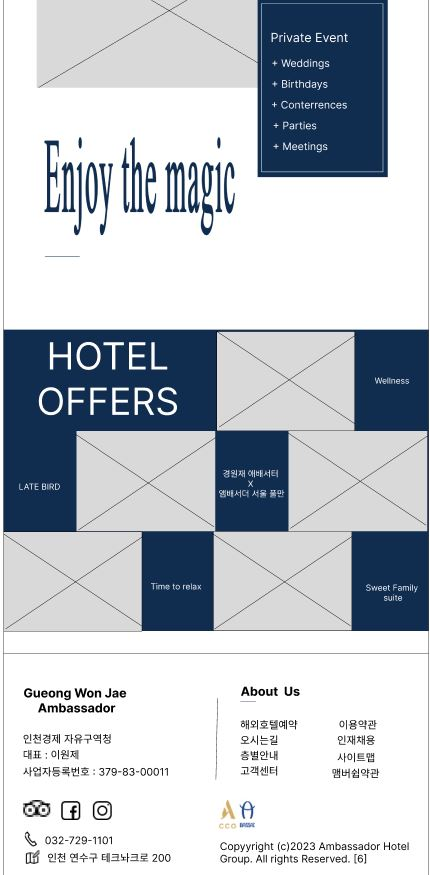 Private Event
+ Weddings
+ Birthdays
+ Conterrences
+ Parties
+ Meetings
Enjoy the magic
HOTEL
OFFERS
Wellness
LATE BIRD
경원재 애배서터
X
앰배서더 서울 풀만
Time to relax
Sweet Family
suite
Gueong Won Jae
Ambassador
인천경제 자유구역청
대표 : 이원제
사업자등록번호 : 379-83-00011
032-729-1101
인천 연수구 테크놔크로 200
About Us
해외호텔예약
오시는길
층별안내
고객센터
이용약관
인재채용
사이트맵
맴버쉽약관
CCO
Copyright (c)2023 Ambassador Hotel
Group. All rights Reserved. [6]